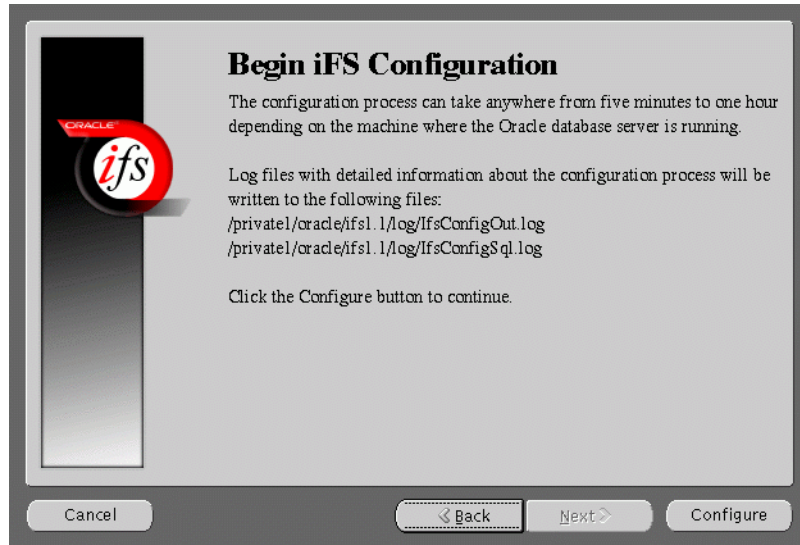 Begin iFS Configuration
The configuration process can take anywhere from five minutes to one hour
depending on the machine where the Oracle database server is running.
Log files with detailed information about the configuration process will be
written to the following files:
/private1/oracle/ifs1.1/log/IfsConfigOut.log
/private1/oracle/ifs1.1/log/IfsConfigSql.log
Click the Configure button to continue.
ORACLE
ifs
Cancel
Back
Next
Configure